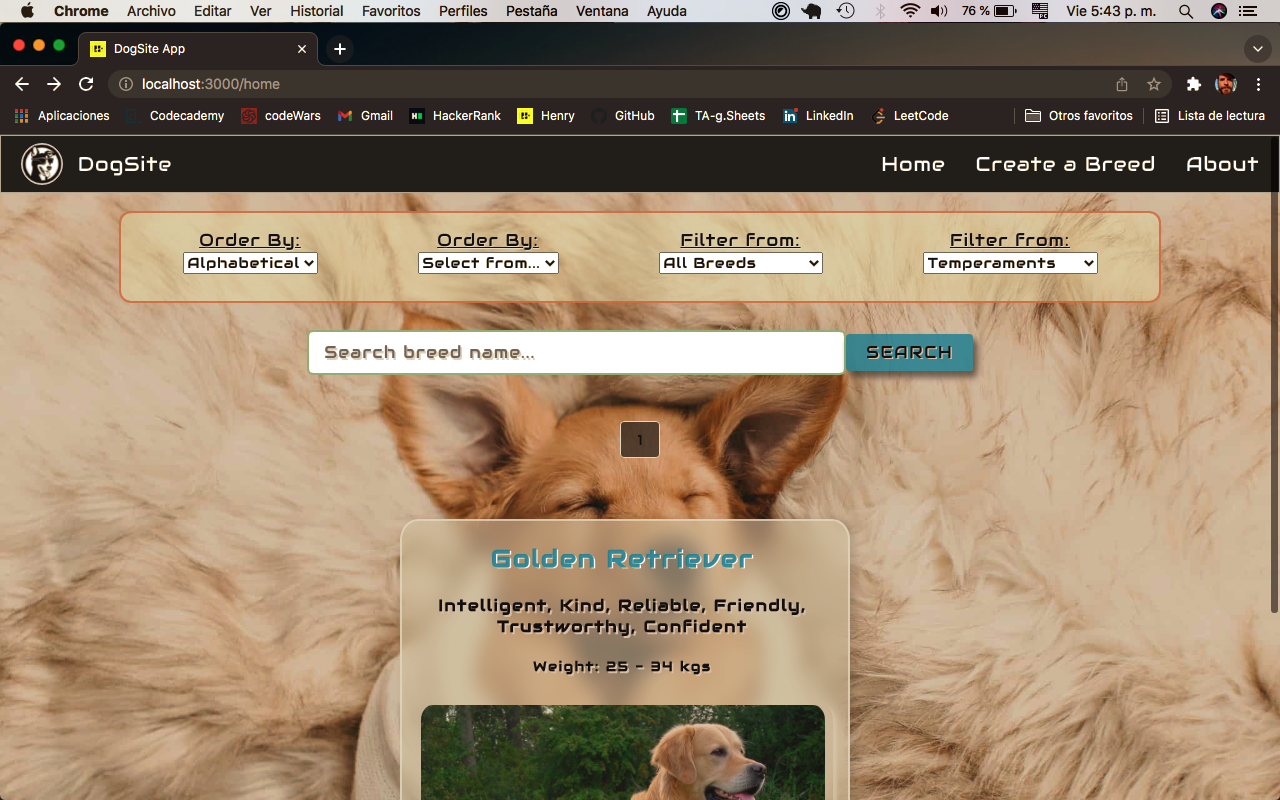 Chrome Archivo Editar Ver Historial Favoritos Perfiles Pestaña Ventana Ayuda 76 % Vie 5:43 p. m.
DogSite App
localhost:3000/home
Aplicaciones Codecademy codeWars Gmail HackerRank Henry GitHub TA-g.Sheets LinkedIn LeetCode Otros favoritos Lista de lectura
DogSite Home Create a Breed About
Order By: Order By: Filter from: Filter from:
Alphabetical Select from... All Breeds Temperaments
Search breed name... SEARCH
1
Golden Retriever
Intelligent, Kind, Reliable, Friendly,
Trustworthy, Confident
Weight: 25 - 34 kgs